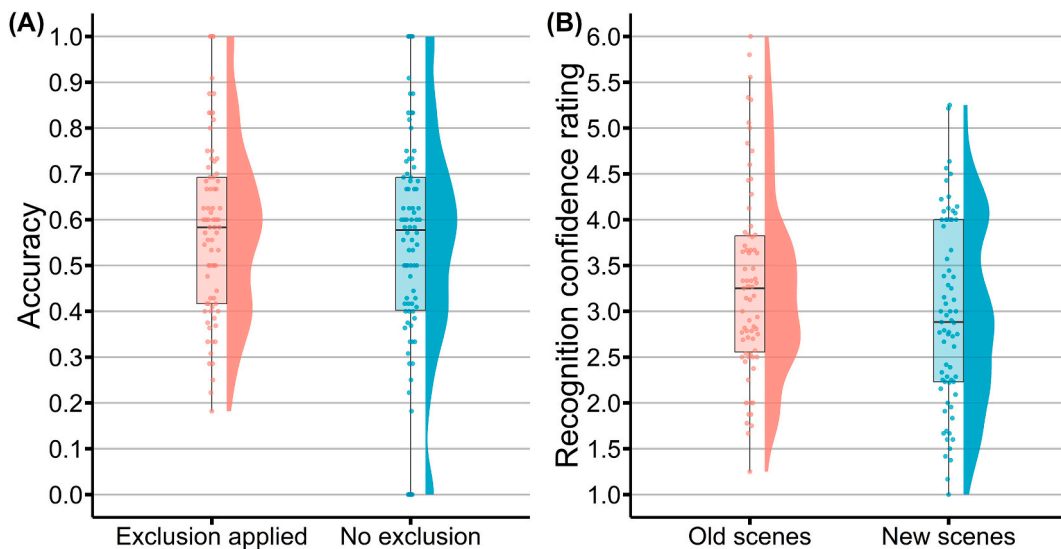 (A)
Accuracy
1.0
0.9
0.8
0.7
0.6
0.5
0.4
0.3
0.2
0.1
0.0
Exclusion applied
No exclusion
(B)
Recognition confidence rating
6.0
5.5
5.0
4.5
4.0
3.5
3.0
2.5
2.0
1.5
1.0
Old scenes
New scenes